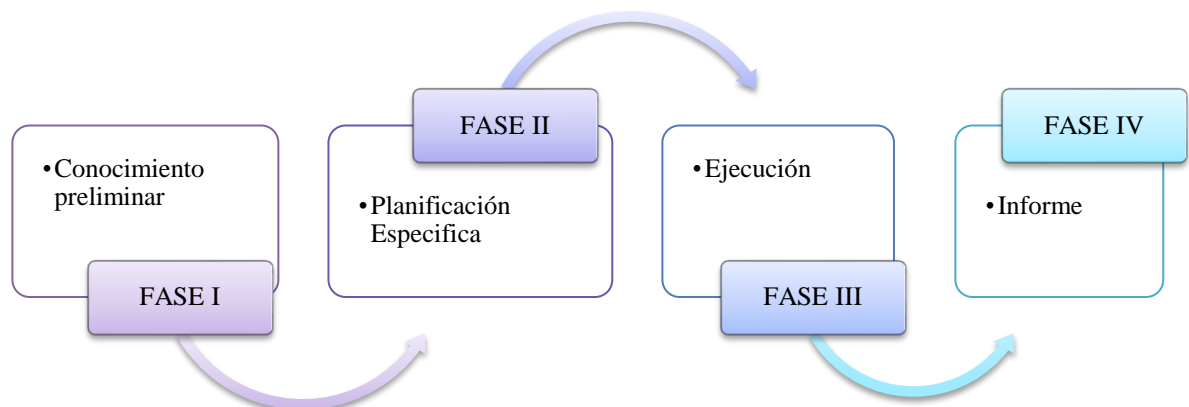 •Conocimiento
preliminar
FASE I
FASE II
•Planificación
Especifica
•Ejecución
FASE III
FASE IV
•Informe